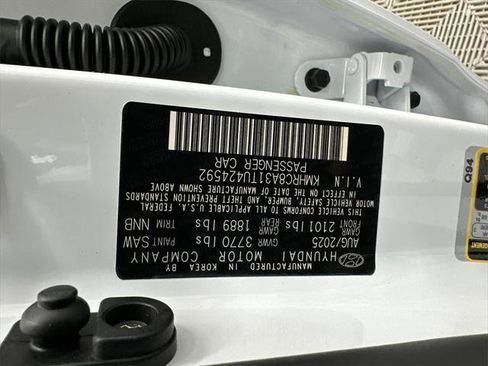 HYUNDAI MOTOR COMPANY
MANUFACTURED IN KOREA BY
AUG/2025 GVWR 3770 lbs PAINT SAW
FRONT GAWR 2101 lbs REAR GAWR 1889 lbs TRIM NNB
THIS VEHICLE CONFORMS TO ALL APPLICABLE U.S.A. FEDERAL
MOTOR VEHICLE SAFETY, BUMPER, AND THEFT PREVENTION STANDARDS
IN EFFECT ON THE DATE OF MANUFACTURE SHOWN ABOVE
V.I.N KMHRC8A31TU424592
PASSENGER CAR
Q94